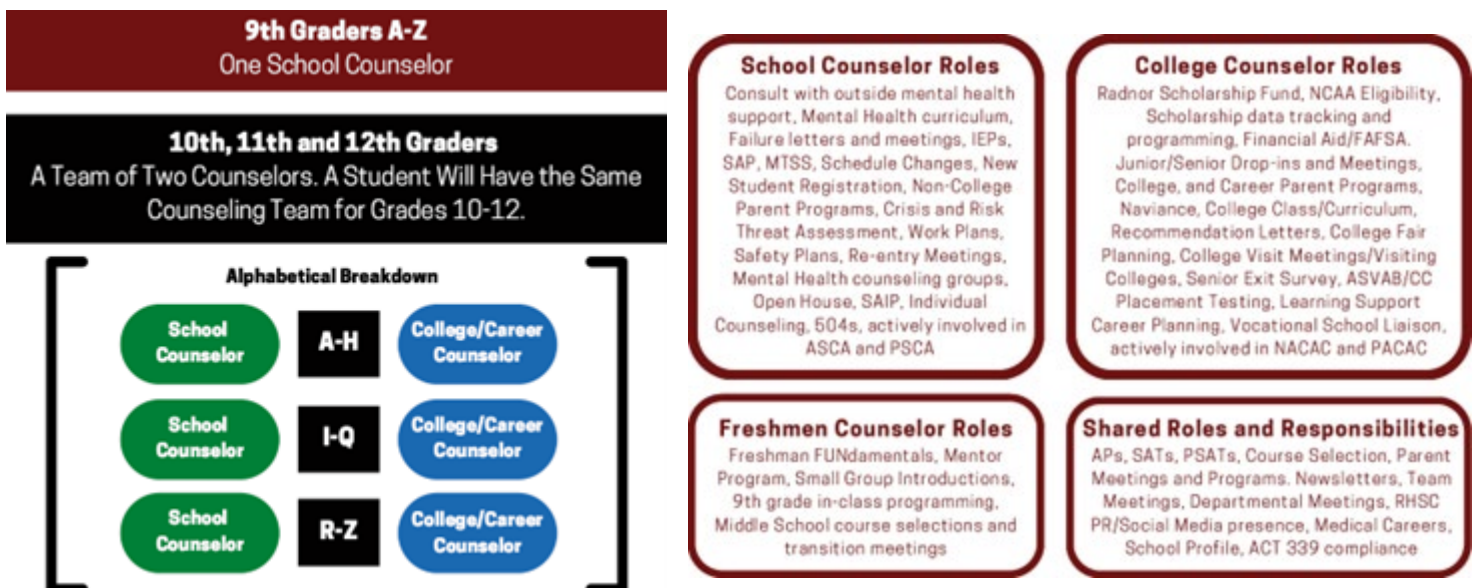 9th Graders A-Z
One School Counselor
10th, 11th and 12th Graders
A Team of Two Counselors. A Student Will Have the Same
Counseling Team for Grades 10-12.
Alphabetical Breakdown
School
Counselor
A-H
College/Career
Counselor
School
Counselor
I-Q
College/Career
Counselor
School
Counselor
R-Z
College/Career
Counselor
School Counselor Roles
Consult with outside mental health
support, Mental Health curriculum,
Failure letters and meetings, IEPs,
SAP, MTSS, Schedule Changes, New
Student Registration, Non-College
Parent Programs, Crisis and Risk
Threat Assessment, Work Plans,
Safety Plans, Re-entry Meetings,
Mental Health counseling groups,
Open House, SAIP, Individual
Counseling, 504s, actively involved in
ASCA and PSCA
College Counselor Roles
Radnor Scholarship Fund, NCAA Eligibility,
Scholarship data tracking and
programming, Financial Aid/FAFSA.
Junior/Senior Drop-ins and Meetings,
College, and Career Parent Programs,
Naviance, College Class/Curriculum,
Recommendation Letters, College Fair
Planning, College Visit Meetings/Visiting
Colleges, Senior Exit Survey, ASVAB/CC
Placement Testing, Learning Support
Career Planning, Vocational School Liaison,
actively involved in NACAC and PACAC
Freshmen Counselor Roles
Freshman FUNdamentals, Mentor
Program, Small Group Introductions,
9th grade in-class programming,
Middle School course selections and
transition meetings
Shared Roles and Responsibilities
APs, SATs, PSATs, Course Selection, Parent
Meetings and Programs. Newsletters, Team
Meetings, Departmental Meetings, RHSC
PR/Social Media presence, Medical Careers,
School Profile, ACT 339 compliance